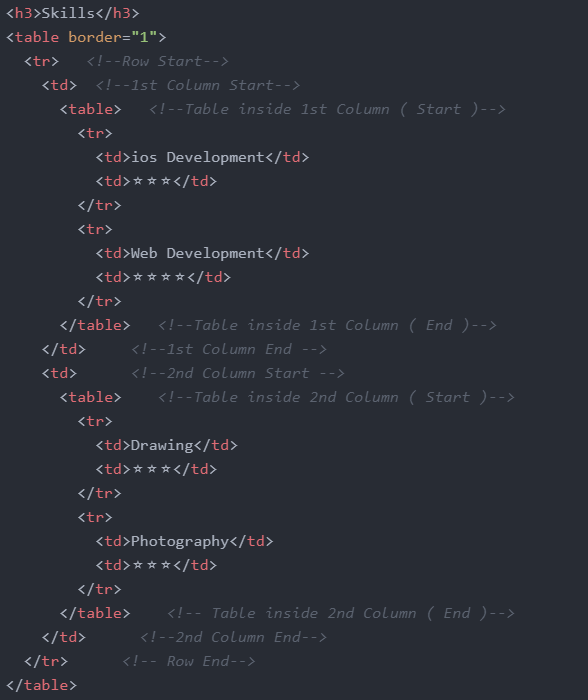 <h3>Skills</h3>
<table border="1">
  <tr>   <!--Row Start-->
    <td>  <!--1st Column Start-->
      <table>   <!--Table inside 1st Column ( Start )-->
        <tr>
          <td>ios Development</td>
          <td>⭐⭐⭐</td>
        </tr>
        <tr>
          <td>Web Development</td>
          <td>⭐⭐⭐⭐</td>
        </tr>
      </table>   <!--Table inside 1st Column ( End )-->
    </td>     <!--1st Column End -->
    <td>      <!--2nd Column Start -->
      <table>    <!--Table inside 2nd Column ( Start )-->
        <tr>
          <td>Drawing</td>
          <td>⭐⭐⭐</td>
        </tr>
        <tr>
          <td>Photography</td>
          <td>⭐⭐⭐</td>
        </tr>
      </table>    <!-- Table inside 2nd Column ( End )-->
    </td>      <!--2nd Column End-->
  </tr>      <!-- Row End-->
</table>